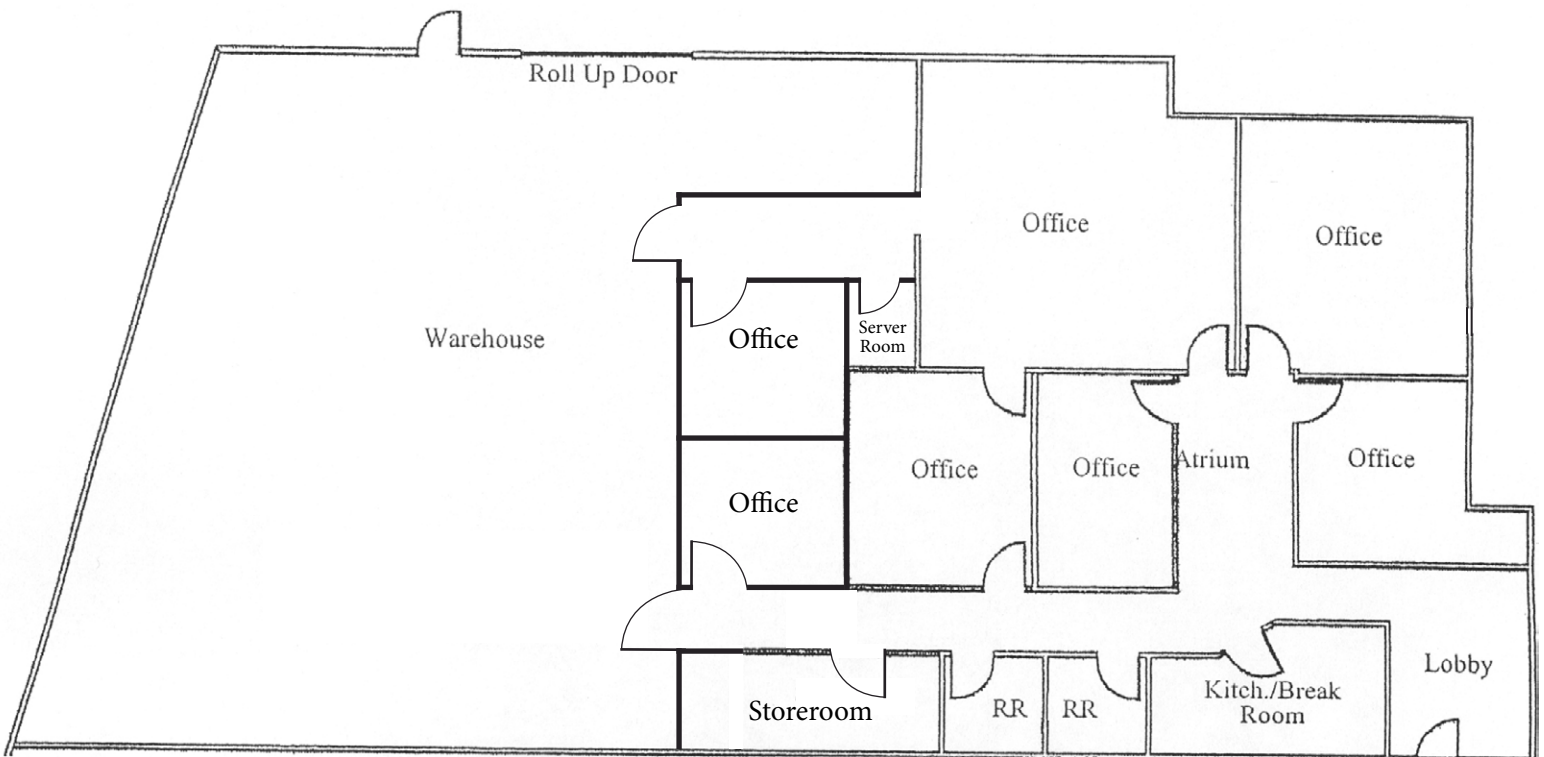 Roll Up Door
Office
Office
Warehouse
Office
Server
Room
Office
Office
Office
Atrium
Office
Office
Storeroom
RR
RR
Kitch./Break
Room
Lobby